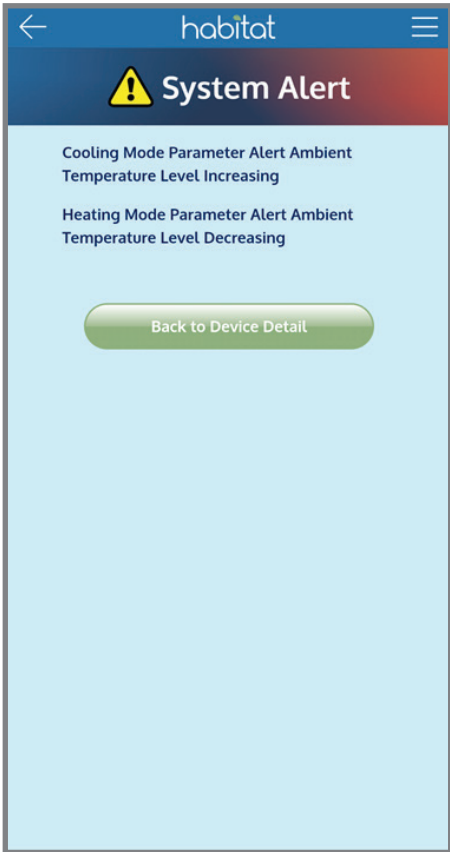 habitat
System Alert
Cooling Mode Parameter Alert Ambient
Temperature Level Increasing
Heating Mode Parameter Alert Ambient
Temperature Level Decreasing
Back to Device Detail